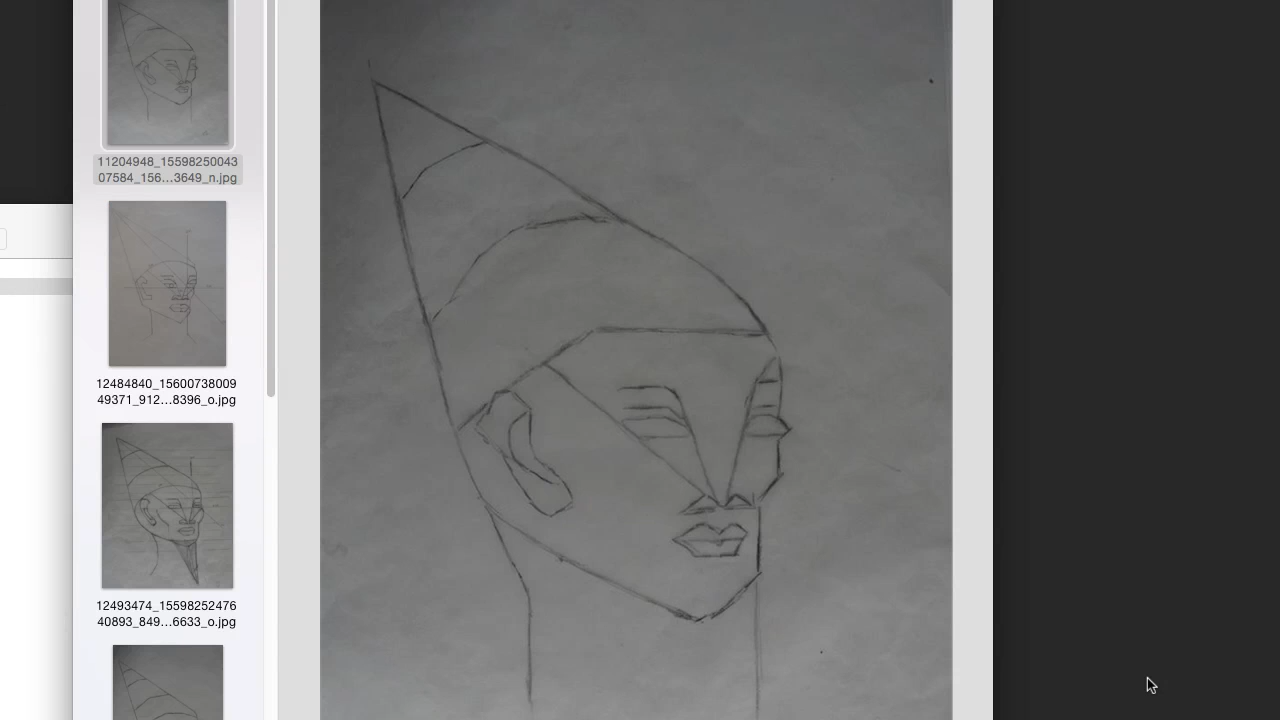 11204948_15598250043
07584_156...3649_n.jpg
12484840_15600738009
49371_912...8396_o.jpg
12493474_15598252476
40893_849...6633_o.jpg